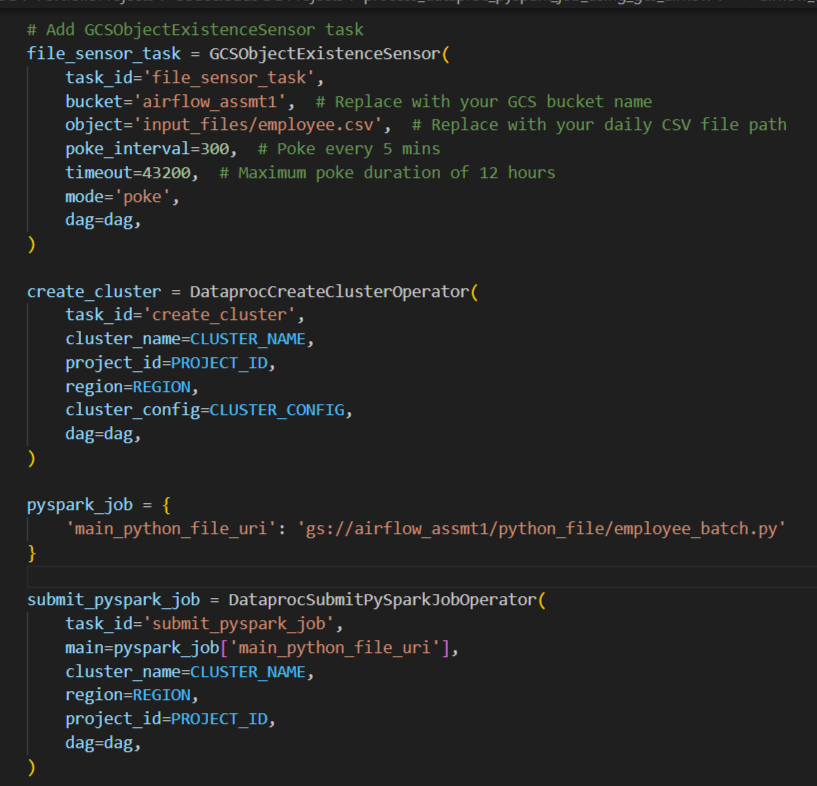 # Add GCSObjectExistenceSensor task
file_sensor_task = GCSObjectExistenceSensor(
    task_id='file_sensor_task',
    bucket='airflow_assmt1',  # Replace with your GCS bucket name
    object='input_files/employee.csv',  # Replace with your daily CSV file path
    poke_interval=300,  # Poke every 5 mins
    timeout=43200,  # Maximum poke duration of 12 hours
    mode='poke',
    dag=dag,
)

create_cluster = DataprocCreateClusterOperator(
    task_id='create_cluster',
    cluster_name=CLUSTER_NAME,
    project_id=PROJECT_ID,
    region=REGION,
    cluster_config=CLUSTER_CONFIG,
    dag=dag,
)

pyspark_job = {
    'main_python_file_uri': 'gs://airflow_assmt1/python_file/employee_batch.py'
}

submit_pyspark_job = DataprocSubmitPySparkJobOperator(
    task_id='submit_pyspark_job',
    main=pyspark_job['main_python_file_uri'],
    cluster_name=CLUSTER_NAME,
    region=REGION,
    project_id=PROJECT_ID,
    dag=dag,
)